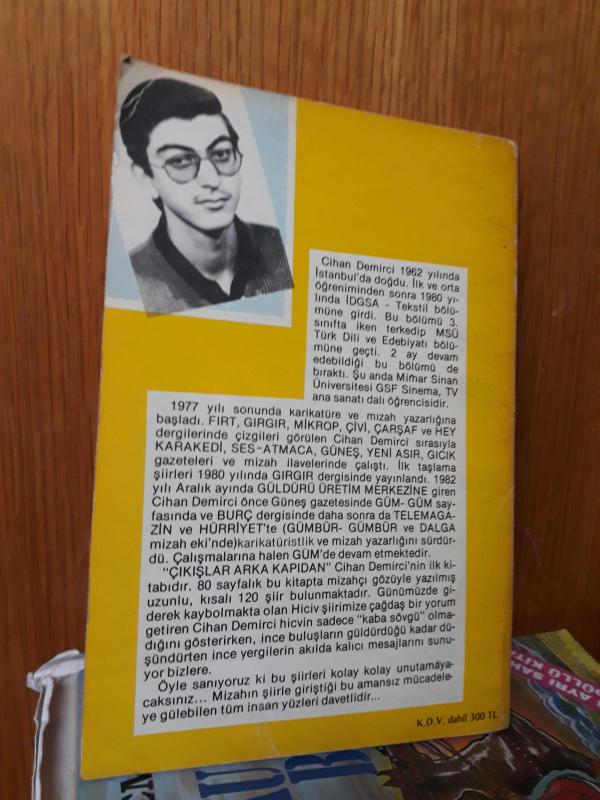 Cihan Demirci 1962 yılında
İstanbul'da doğdu. İlk ve orta
öğreniminden sonra 1980 yı-
lında İDGSA - Tekstil bölü-
müne girdi. Bu bölümü 3.
sınıfta iken terkedip MSÜ
Türk Dili ve Edebiyatı bölü-
müne geçti. 2 ay devam
edebildiği bu bölümü de
bıraktı. Şu anda Mimar Sinan
Üniversitesi GSF Sinema, TV
ana sanatı dalı öğrencisidir.
1977 yılı sonunda karikatüre ve mizah yazarlığına
başladı. FIRT, GIRGIR, MİKROP, ÇİVİ, ÇARŞAF ve HEY
dergilerinde çizgileri görülen Cihan Demirci sırasıyla
KARAKEDİ, SES-ATMACA, GÜNEŞ, YENİ ASIR, GICIK
gazeteleri ve mizah ilavelerinde çalıştı. İlk taşlama
şiirleri 1980 yılında GIRGIR dergisinde yayınlandı. 1982
yılı Aralık ayında GÜLDÜRÜ ÜRETİM MERKEZİNE giren
Cihan Demirci önce Güneş gazetesinde GÜM- GÜM say-
fasında ve BURÇ dergisinde daha sonra da TELEMAGA-
ZİN ve HÜRRİYET'te (GÜMBÜR- GÜMBÜR ve DALGA
mizah eki'nde)karikatüristlik ve mizah yazarlığını sürdür-
dü. Çalışmalarına halen GÜM'de devam etmektedir.
"ÇIKIŞLAR ARKA KAPIDAN" Cihan Demirci'nin ilk ki-
tabıdır. 80 sayfalık bu kitapta mizahçı gözüyle yazılmış
uzunlu, kısalı 120 şiir bulunmaktadır. Günümüzde gi-
derek kaybolmakta olan Hiciv şiirimize çağdaş bir yorum
getiren Cihan Demirci hicvin sadece "kaba sövgü" olma-
dığını gösterirken, ince buluşların güldürdüğü kadar dü-
şündürten ince yergilerin akılda kalıcı mesajlarını sunu-
yor bizlere.
Öyle sanıyoruz ki bu şiirleri kolay kolay unutamaya-
caksınız... Mizahın şiirle giriştiği bu amansız mücadele-
ye gülebilen tüm insan yüzleri davetlidir...
K.D.V. dahil 300 TL.